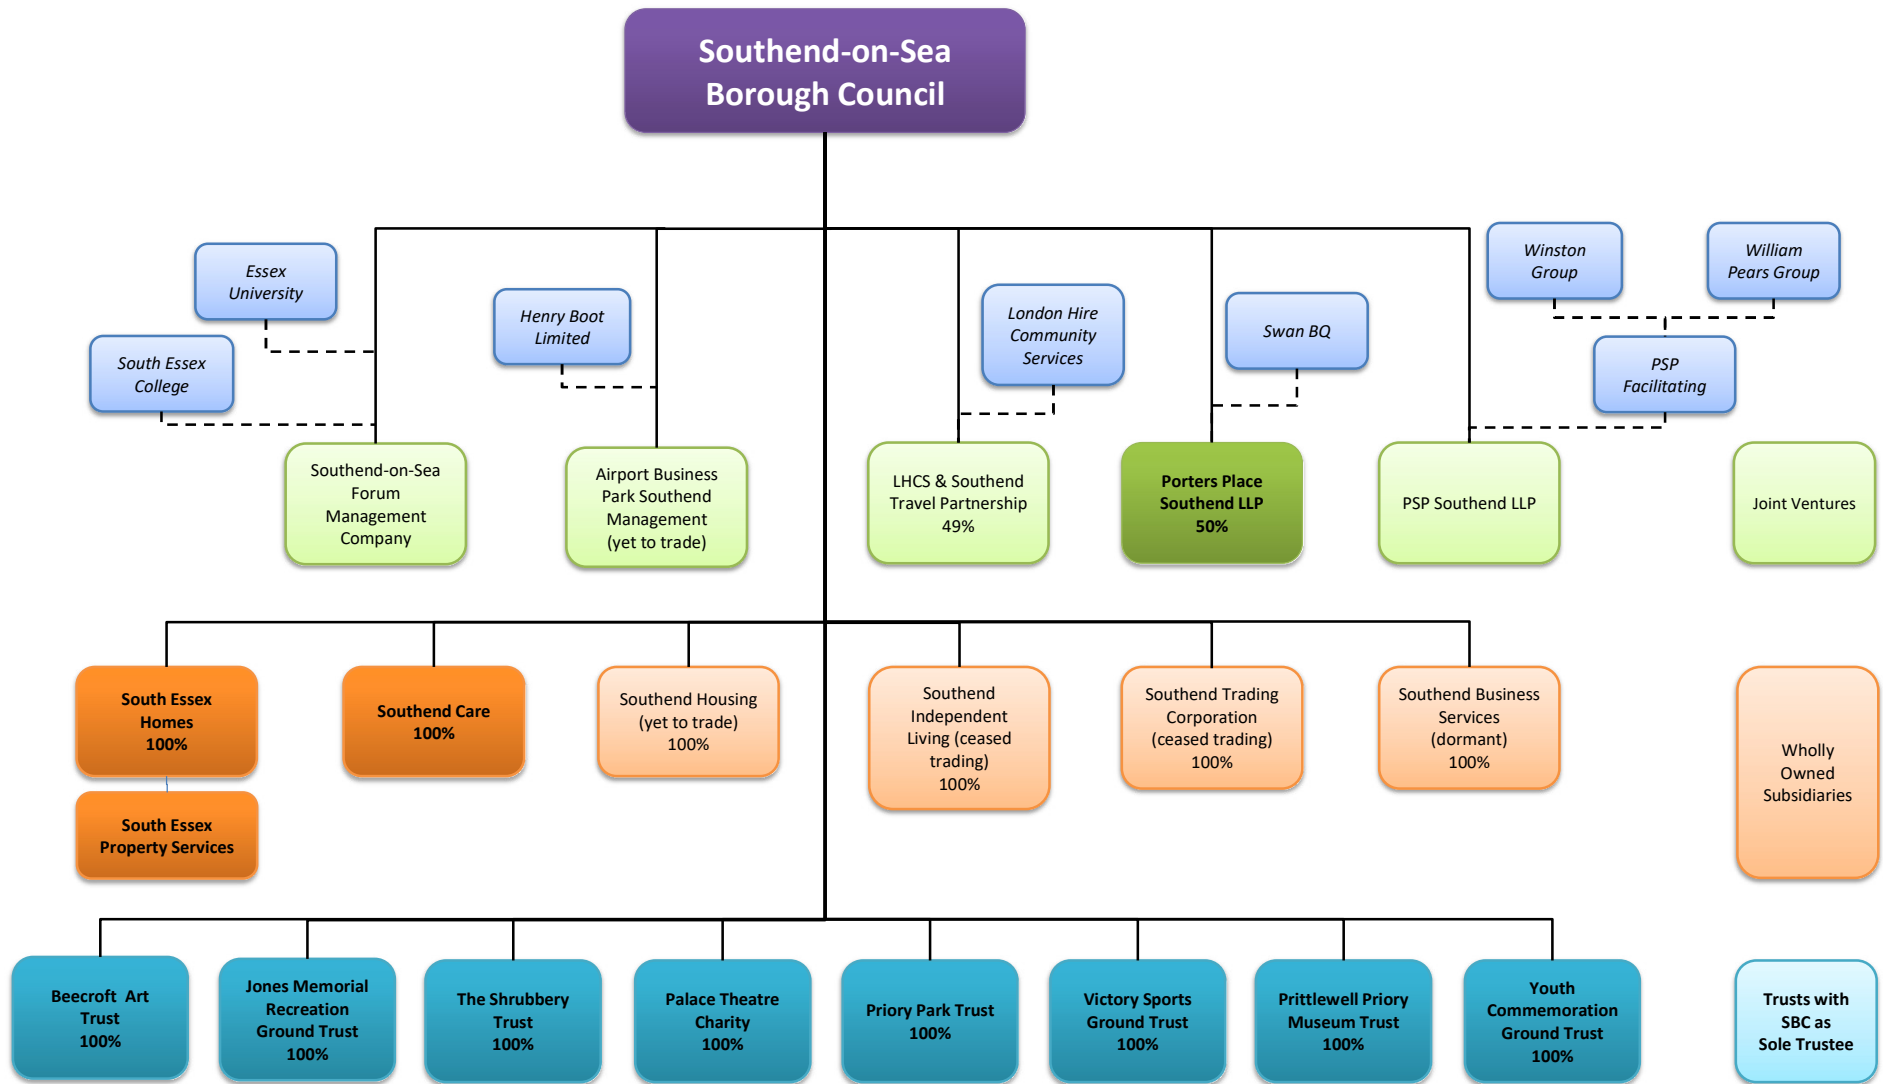 Southend-on-Sea
Borough Council
Essex
University
South Essex
College
Henry Boot
Limited
London Hire
Community
Services
Swan BQ
Winston
Group
William
Pears Group
PSP
Facilitating
Southend-on-Sea
Forum
Management
Company
Airport Business
Park Southend
Management
(yet to trade)
LHCS & Southend
Travel Partnership
49%
Porters Place
Southend LLP
50%
PSP Southend LLP
Joint Ventures
South Essex
Homes
100%
Southend Care
100%
Southend Housing
(yet to trade)
100%
Southend
Independent
Living (ceased
trading)
100%
Southend Trading
Corporation
(ceased trading)
100%
Southend Business
Services
(dormant)
100%
Wholly
Owned
Subsidiaries
South Essex
Property Services
Beecroft Art
Trust
100%
Jones Memorial
Recreation
Ground Trust
100%
The Shrubbery
Trust
100%
Palace Theatre
Charity
100%
Priory Park Trust
100%
Victory Sports
Ground Trust
100%
Prittlewell Priory
Museum Trust
100%
Youth
Commemoration
Ground Trust
100%
Trusts with
SBC as
Sole Trustee